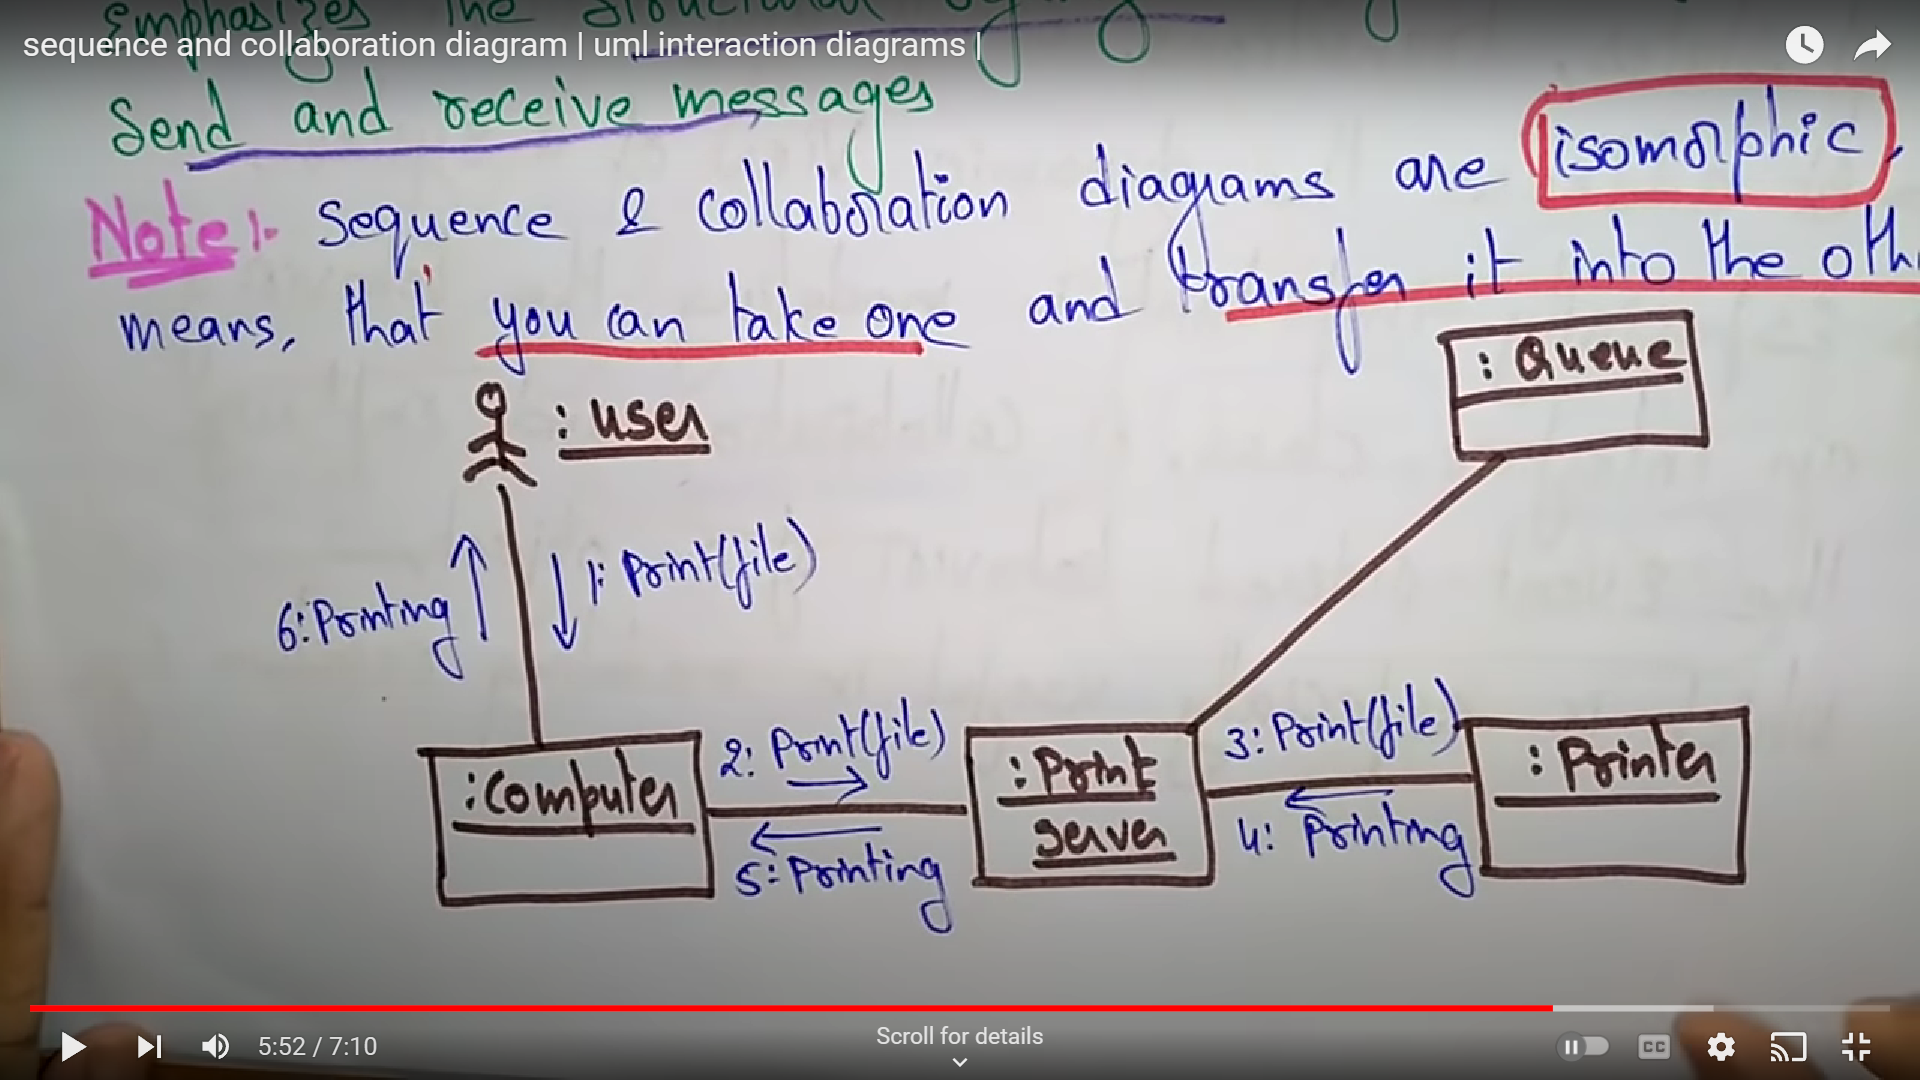 emphasizes the structural
sequence and collaboration diagram | uml interaction diagrams |
Send and receive messages
Note:- Sequence & collaboration diagrams are isomorphic,
means, that you can take one and transfer it into the oth
: Queue
: user
1: Print(file)
6: Printing
2: Print(file)
3: Print(file)
: Computer
: Print
server
: Printer
5: Printing
4: Printing
5:52 / 7:10
Scroll for details
CC